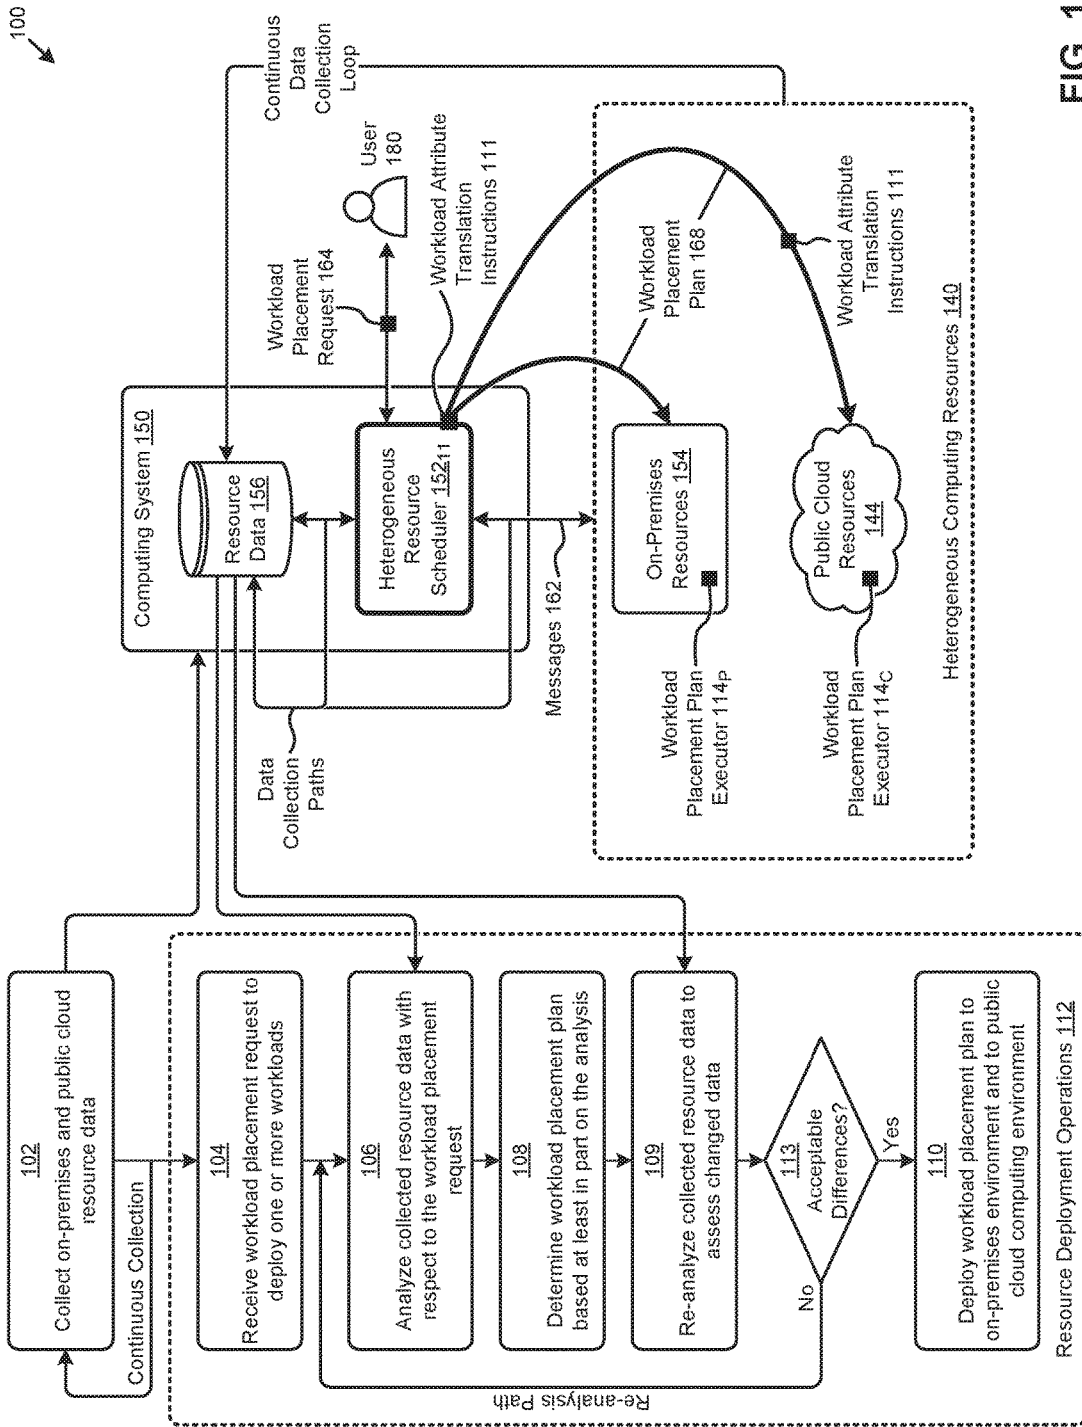 100
FIG. 1
102
Collect on-premises and public cloud
resource data
Continuous Collection
104
Receive workload placement request to
deploy one or more workloads
106
Analyze collected resource data with
respect to the workload placement
request
108
Determine workload placement plan
based at least in part on the analysis
109
Re-analyze collected resource data to
assess changed data
113
Acceptable
Differences?
No
Yes
Re-analysis Path
110
Deploy workload placement plan to
on-premises environment and to public
cloud computing environment
Resource Deployment Operations 112
Computing System 150
Resource
Data 156
Heterogeneous
Resource
Scheduler 152₁₁
Data
Collection
Paths
Messages 162
Continuous
Data
Collection
Loop
User
180
Workload
Placement
Request 164
Workload Attribute
Translation
Instructions 111
Workload
Placement
Plan 168
Workload Attribute
Translation
Instructions 111
On-Premises
Resources 154
Public Cloud
Resources
144
Workload
Placement Plan
Executor 114P
Workload
Placement Plan
Executor 114C
Heterogeneous Computing Resources 140